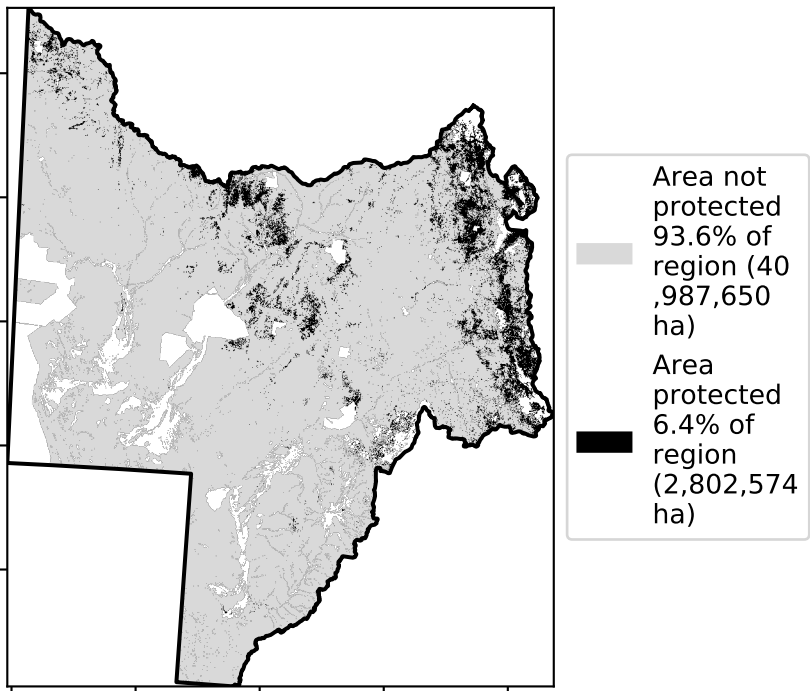 Area not
protected
93.6% of
region (40
,987,650
ha)
Area
protected
6.4% of
region
(2,802,574
ha)